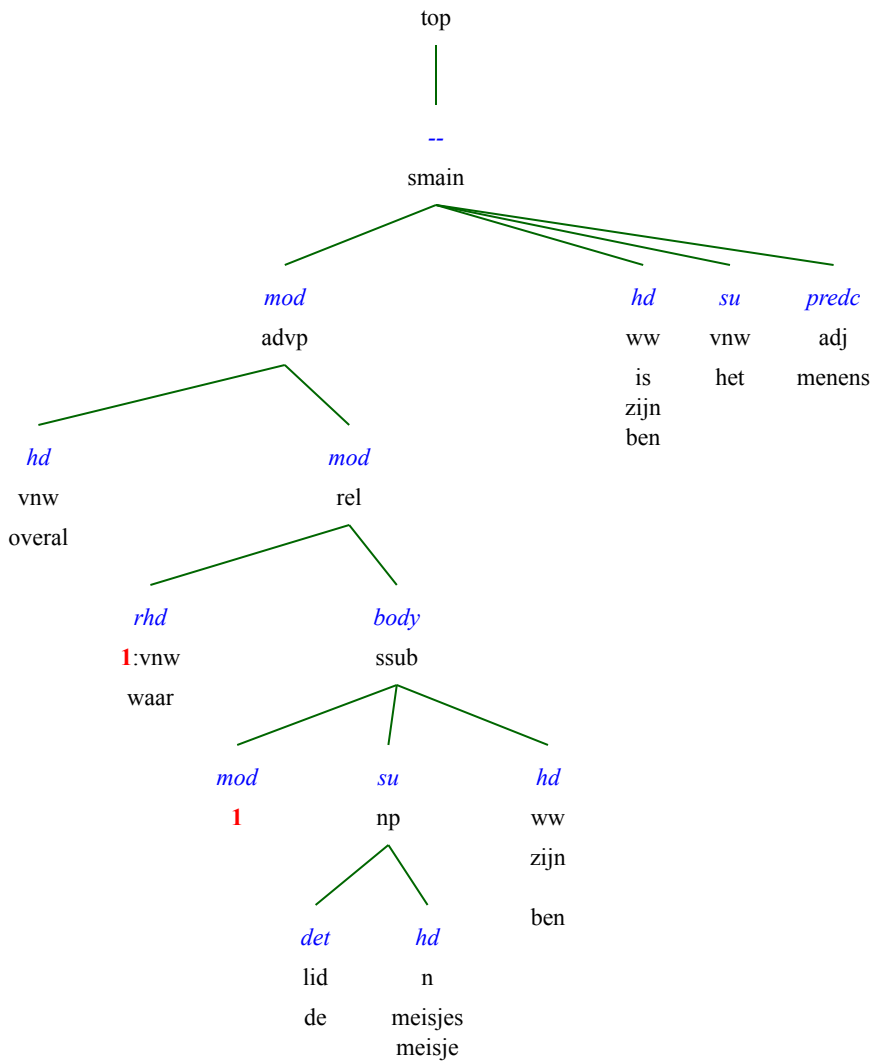 top
--
smain
mod hd su predc
advp ww vnw adj
is het menens
zijn
ben
hd mod
vnw rel
overal
rhd body
1:vnw ssub
waar
mod su hd
1 np ww
zijn
ben
det hd
lid n
de meisjes
meisje